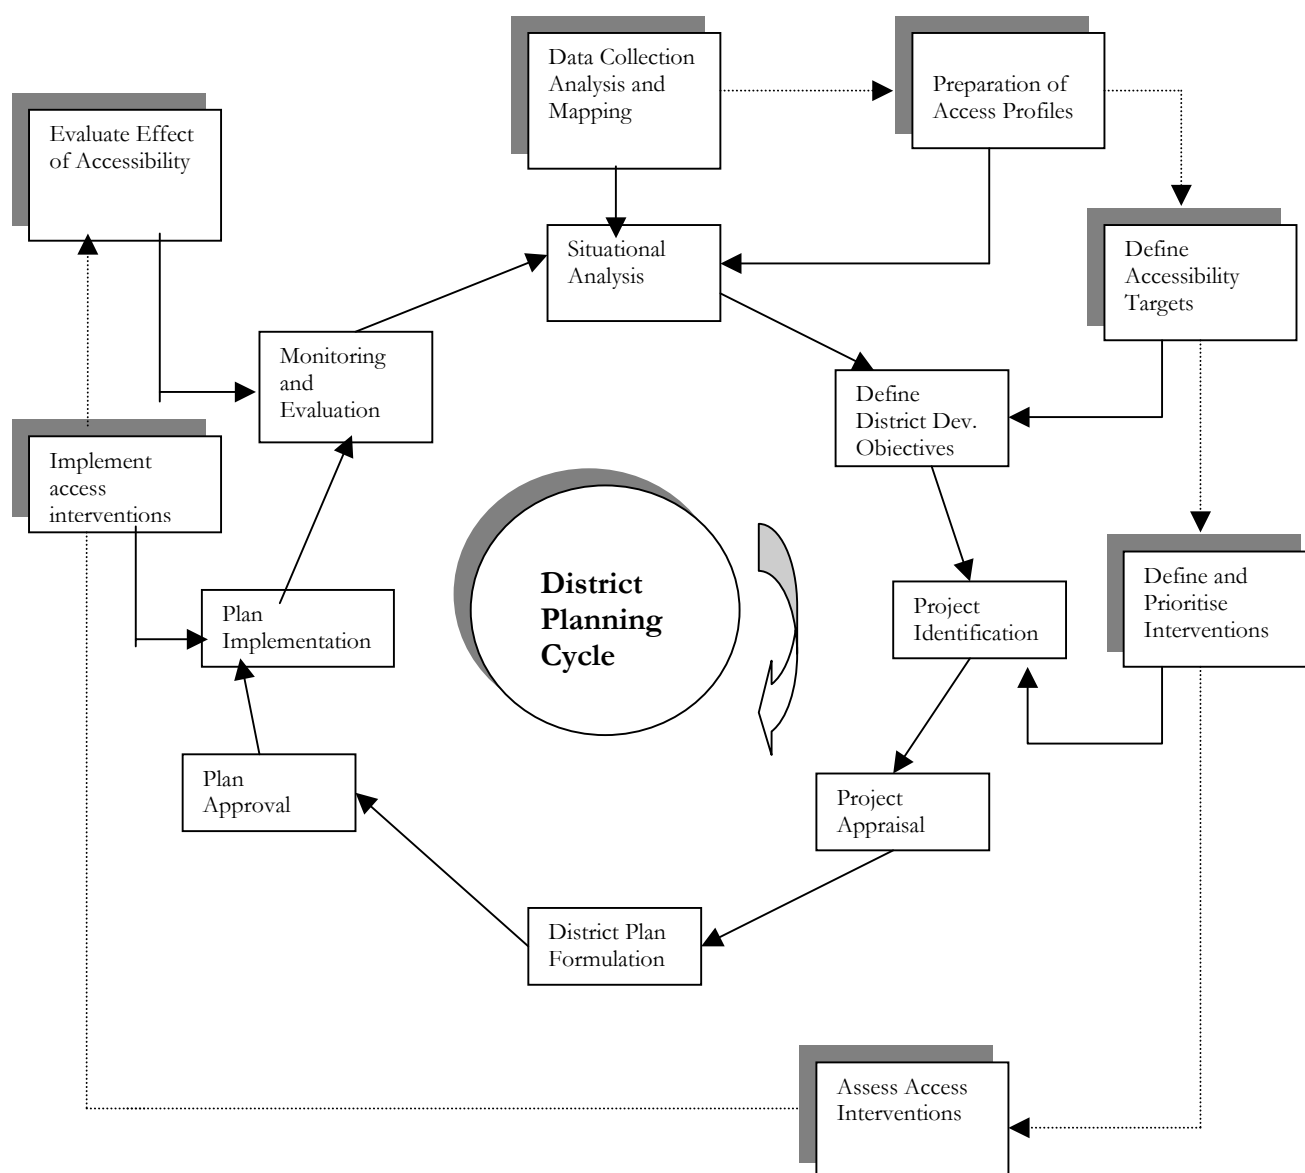 Data Collection
Analysis and
Mapping
Preparation of
Access Profiles
Evaluate Effect
of Accessibility
Situational
Analysis
Define
Accessibility
Targets
Monitoring
and
Evaluation
Define
District Dev.
Objectives
Implement
access
interventions
District
Planning
Cycle
Define and
Prioritise
Interventions
Project
Identification
Plan
Implementation
Plan
Approval
Project
Appraisal
District Plan
Formulation
Assess Access
Interventions